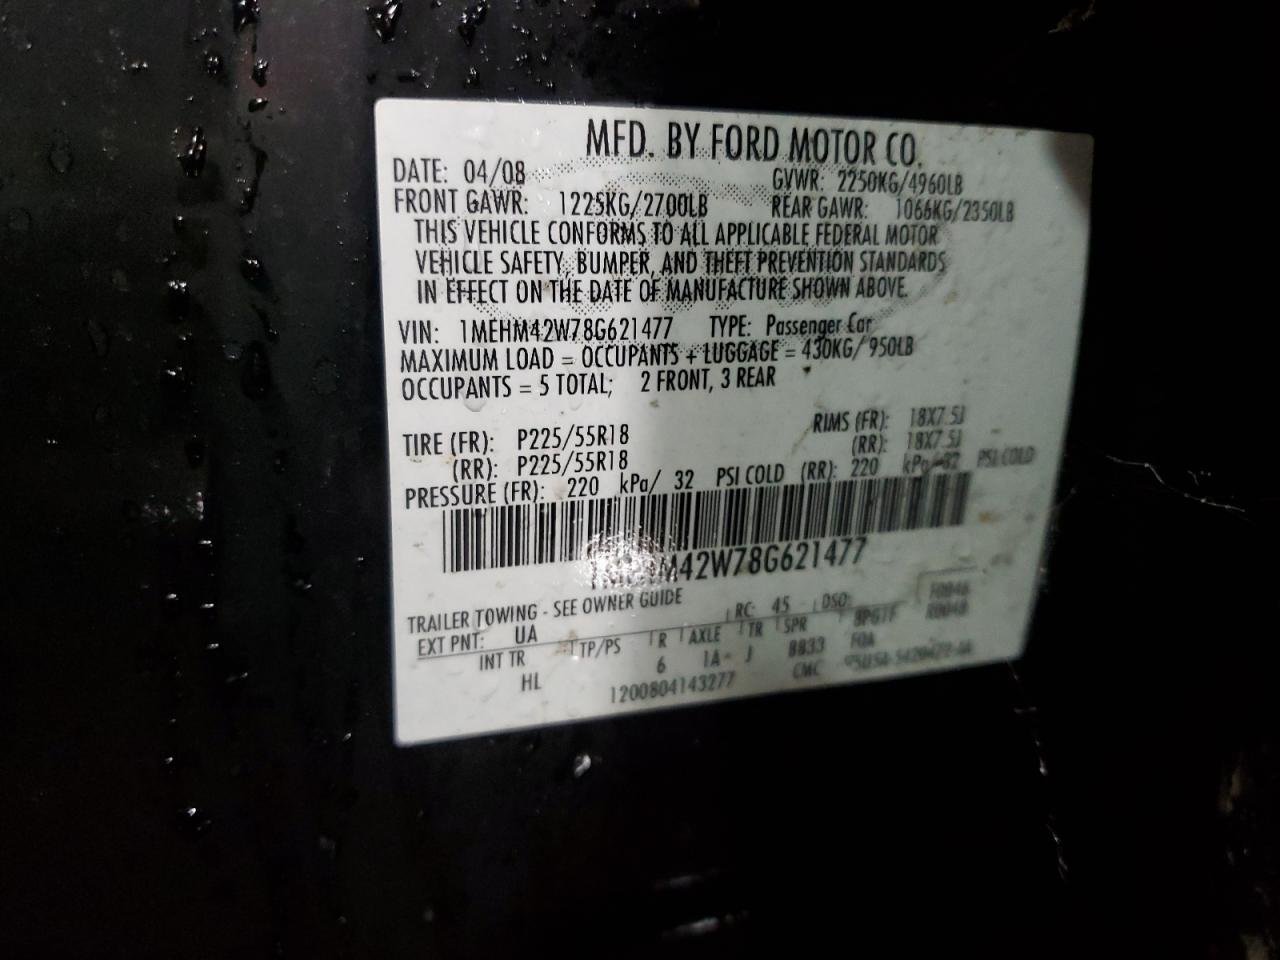 MFD. BY FORD MOTOR CO.
DATE: 04/08 GVWR: 2250KG/4960LB
FRONT GAWR: 1225KG/2700LB REAR GAWR: 1066KG/2350LB
THIS VEHICLE CONFORMS TO ALL APPLICABLE FEDERAL MOTOR
VEHICLE SAFETY, BUMPER, AND THEFT PREVENTION STANDARDS
IN EFFECT ON THE DATE OF MANUFACTURE SHOWN ABOVE.
VIN: 1MEHM42W78G621477 TYPE: Passenger Car
MAXIMUM LOAD = OCCUPANTS + LUGGAGE = 430KG/ 950LB
OCCUPANTS = 5 TOTAL; 2 FRONT, 3 REAR
TIRE (FR): P225/55R18 RIMS (FR): 18X7.5J
(RR): P225/55R18 (RR): 18X7.5J
PRESSURE (FR): 220 kPa/ 32 PSI COLD (RR): 220 kPa/ 32 PSI COLD
1MEHM42W78G621477
TRAILER TOWING - SEE OWNER GUIDE RC: 45 DSO:
EXT PNT: UA
INT TR TP/PS R AXLE TR SPR
HL 6 1A J 8833
1200804143277 CMC